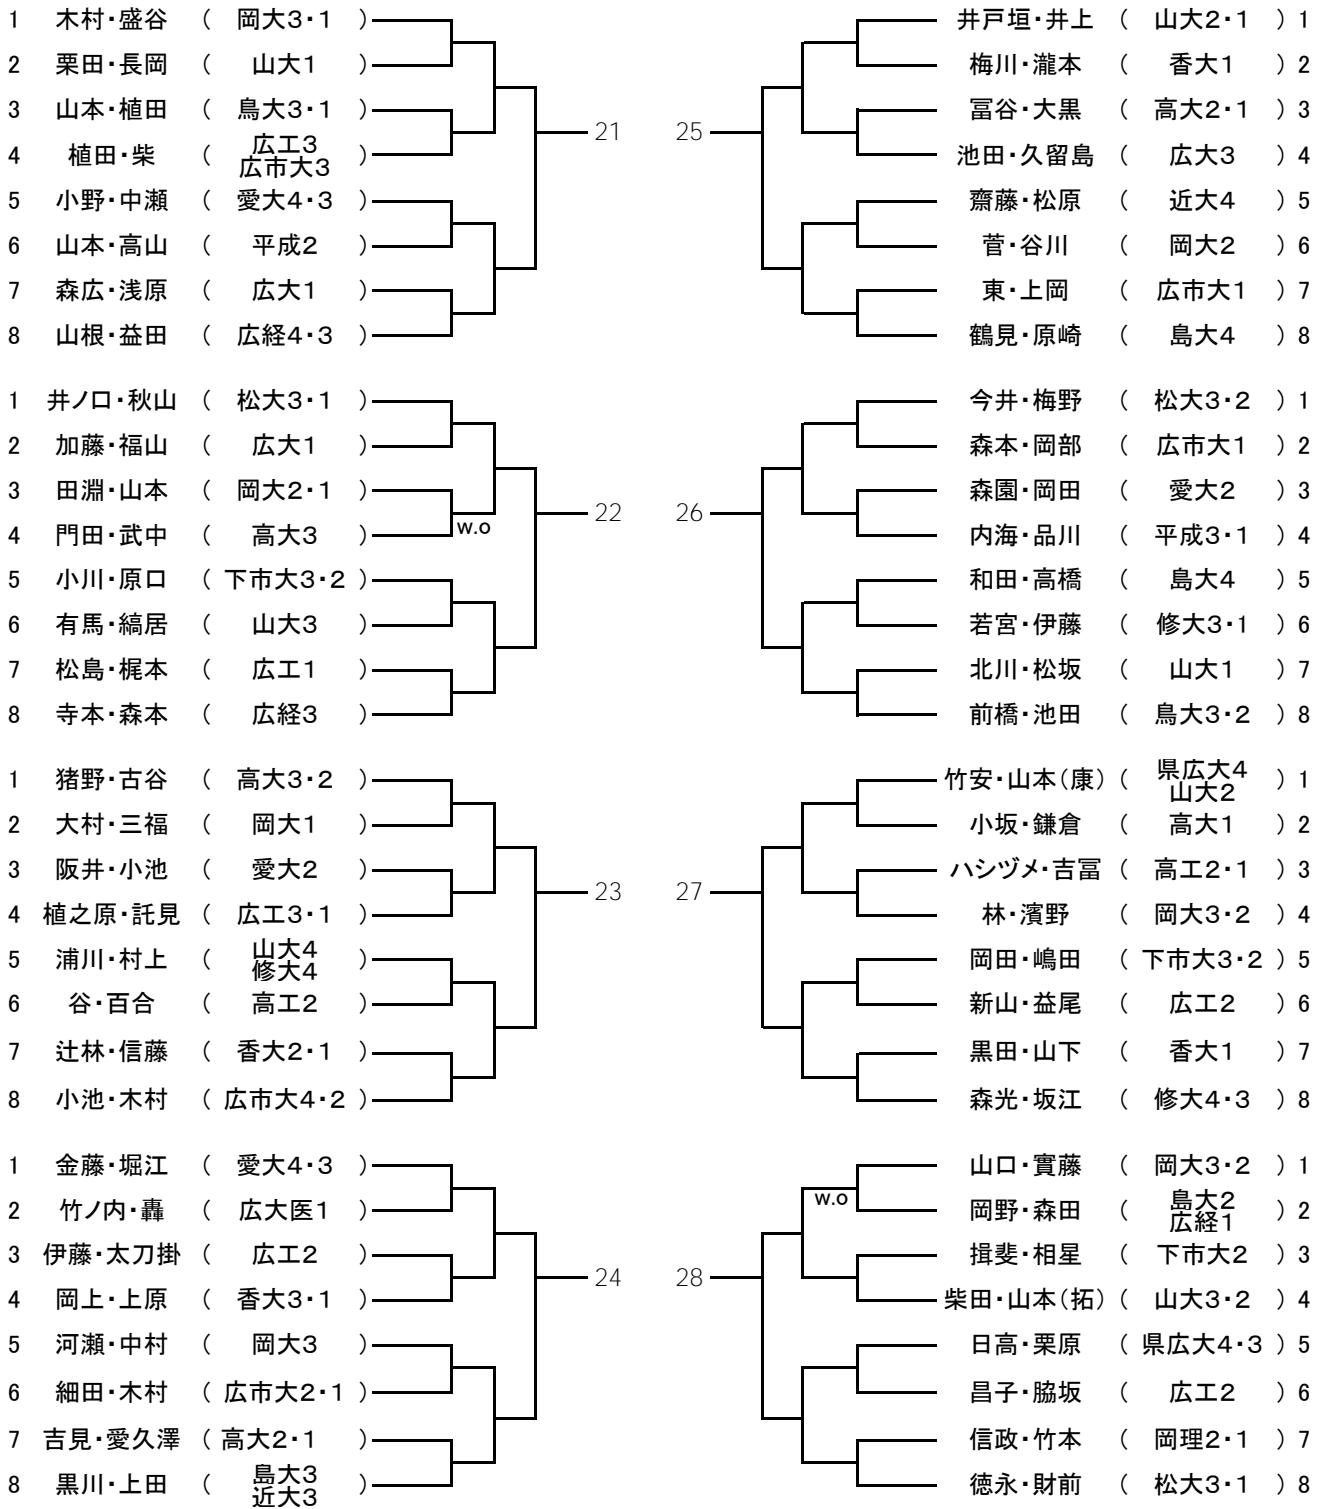 1 木村・盛谷 ( 岡大3・1 )
2 栗田・長岡 ( 山大1 )
3 山本・植田 ( 鳥大3・1 )
4 植田・柴 ( 広工3 広市大3
5 小野・中瀬 ( 愛大4・3 )
6 山本・高山 ( 平成2 )
7 森広・浅原 ( 広大1 )
8 山根・益田 ( 広経4・3 )
21
井戸垣・井上 ( 山大2・1 ) 1
梅川・瀧本 ( 香大1 ) 2
冨谷・大黒 ( 高大2・1 ) 3
池田・久留島 ( 広大3 ) 4
齋藤・松原 ( 近大4 ) 5
菅・谷川 ( 岡大2 ) 6
東・上岡 ( 広市大1 ) 7
鶴見・原崎 ( 島大4 ) 8
25
1 井ノ口・秋山 ( 松大3・1 )
2 加藤・福山 ( 広大1 )
3 田淵・山本 ( 岡大2・1 )
4 門田・武中 ( 高大3 )
w.o
5 小川・原口 ( 下市大3・2 )
6 有馬・縞居 ( 山大3 )
7 松島・梶本 ( 広工1 )
8 寺本・森本 ( 広経3 )
22
今井・梅野 ( 松大3・2 ) 1
森本・岡部 ( 広市大1 ) 2
森園・岡田 ( 愛大2 ) 3
内海・品川 ( 平成3・1 ) 4
和田・高橋 ( 島大4 ) 5
若宮・伊藤 ( 修大3・1 ) 6
北川・松坂 ( 山大1 ) 7
前橋・池田 ( 鳥大3・2 ) 8
26
1 猪野・古谷 ( 高大3・2 )
2 大村・三福 ( 岡大1 )
3 阪井・小池 ( 愛大2 )
4 植之原・託見 ( 広工3・1 )
5 浦川・村上 ( 山大4 修大4 )
6 谷・百合 ( 高工2 )
7 辻林・信藤 ( 香大2・1 )
8 小池・木村 ( 広市大4・2 )
23
竹安・山本(康) ( 県広大4 山大2 ) 1
小坂・鎌倉 ( 高大1 ) 2
ハシヅメ・吉冨 ( 高工2・1 ) 3
林・濱野 ( 岡大3・2 ) 4
岡田・嶋田 ( 下市大3・2 ) 5
新山・益尾 ( 広工2 ) 6
黒田・山下 ( 香大1 ) 7
森光・坂江 ( 修大4・3 ) 8
27
1 金藤・堀江 ( 愛大4・3 )
2 竹ノ内・轟 ( 広大医1 )
3 伊藤・太刀掛 ( 広工2 )
4 岡上・上原 ( 香大3・1 )
5 河瀬・中村 ( 岡大3 )
6 細田・木村 ( 広市大2・1 )
7 吉見・愛久澤 ( 高大2・1 )
8 黒川・上田 ( 島大3 近大3 )
24
山口・實藤 ( 岡大3・2 ) 1
w.o
岡野・森田 ( 島大2 広経1 ) 2
揖斐・相星 ( 下市大2 ) 3
柴田・山本(拓) ( 山大3・2 ) 4
日高・栗原 ( 県広大4・3 ) 5
昌子・脇坂 ( 広工2 ) 6
信政・竹本 ( 岡理2・1 ) 7
徳永・財前 ( 松大3・1 ) 8
28